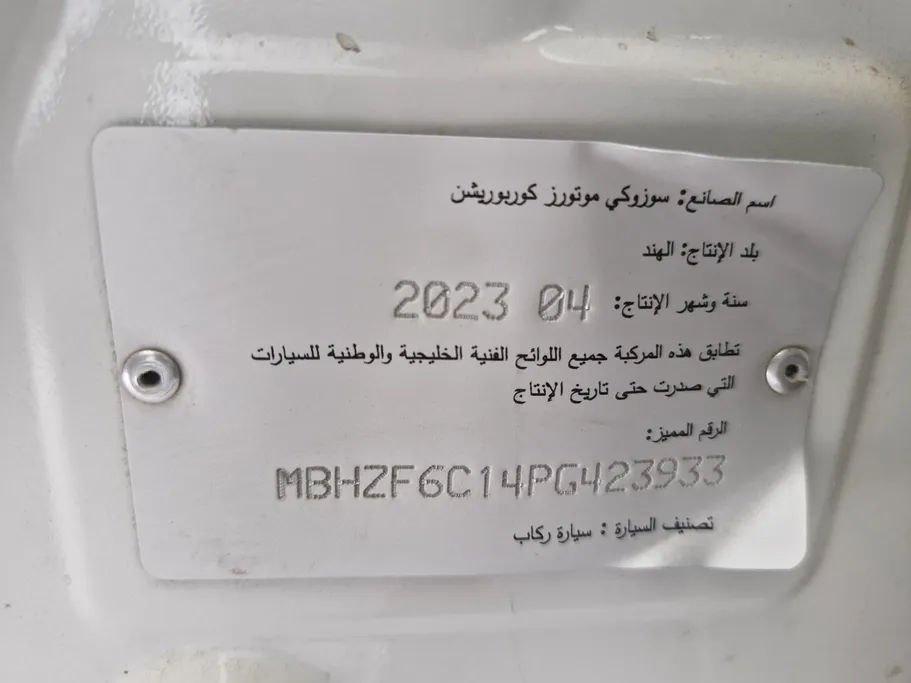 اسم الصانع: سوزوكي موتورز كوربوريشن
بلد الإنتاج: الهند
سنة وشهر الإنتاج: 2023 04
تطابق هذه المركبة جميع اللوائح الفنية الخليجية والوطنية للسيارات
التي صدرت حتى تاريخ الإنتاج
الرقم المميز:
MBHZF6C14PG423933
تصنيف السيارة : سيارة ركاب